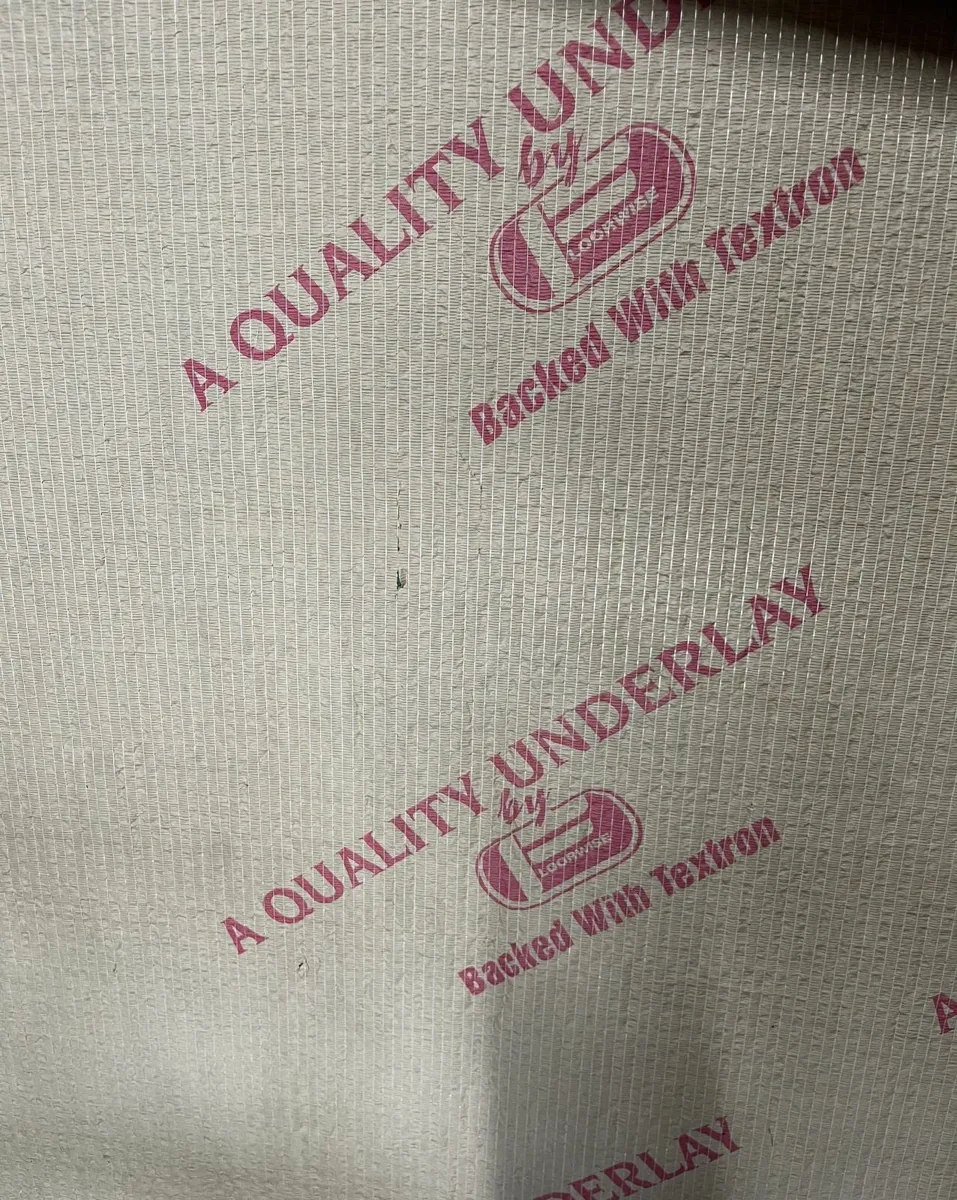 A QUALITY UND
by
FLOORWISE
Backed With Textron
A QUALITY UNDERLAY
by
FLOORWISE
Backed With Textron
A
DERLAY